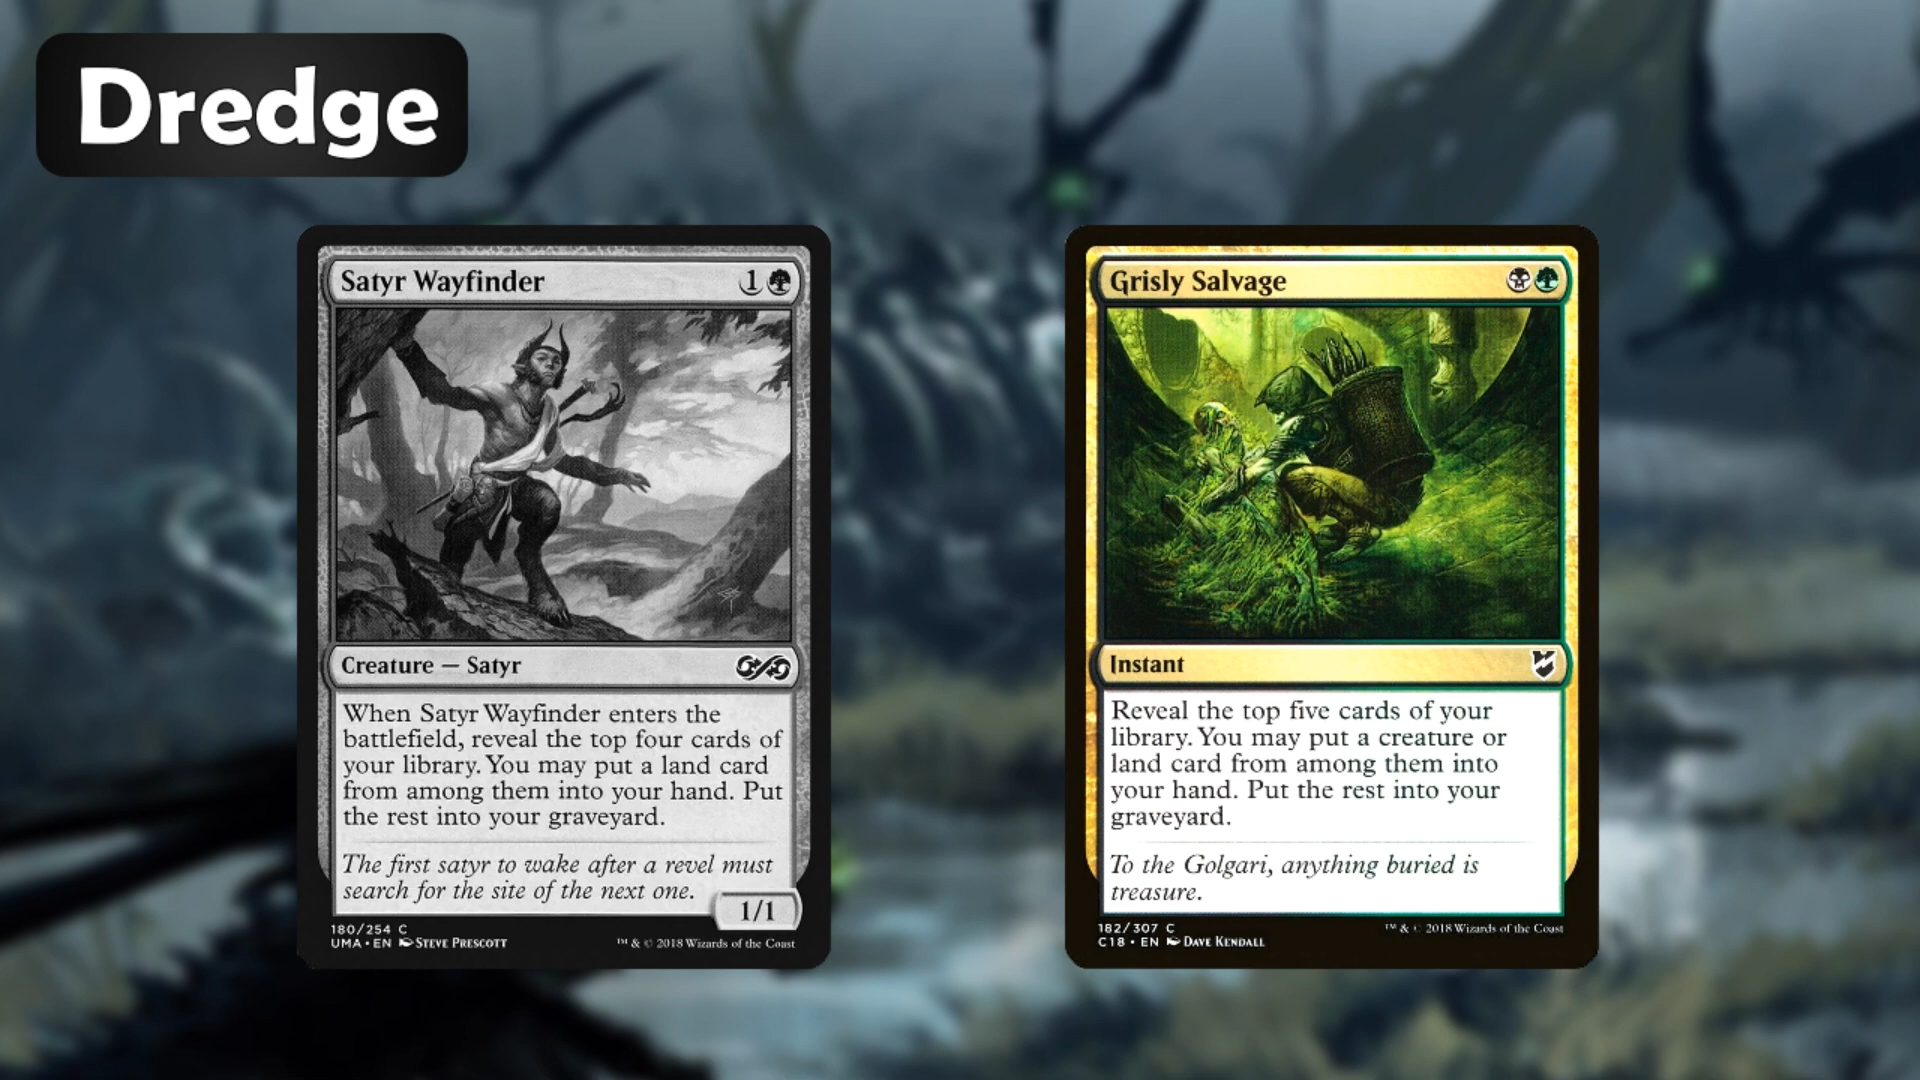 Dredge
Satyr Wayfinder 1
Creature — Satyr
When Satyr Wayfinder enters the
battlefield, reveal the top four cards of
your library. You may put a land card
from among them into your hand. Put
the rest into your graveyard.
The first satyr to wake after a revel must
search for the site of the next one.
1/1
180/254 C
UMA • EN STEVE PRESCOTT
™ & © 2018 Wizards of the Coast
Grisly Salvage
Instant
Reveal the top five cards of your
library. You may put a creature or
land card from among them into
your hand. Put the rest into your
graveyard.
To the Golgari, anything buried is
treasure.
182/307 C
C18 • EN DAVE KENDALL
™ & © 2018 Wizards of the Coast